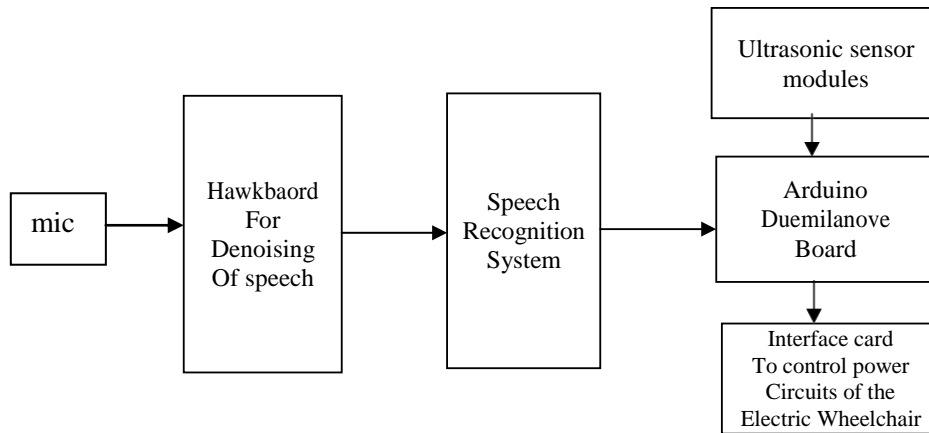 Ultrasonic sensor
modules
mic
Hawkbaord
For
Denoising
Of speech
Speech
Recognition
System
Arduino
Duemilanove
Board
Interface card
To control power
Circuits of the
Electric Wheelchair